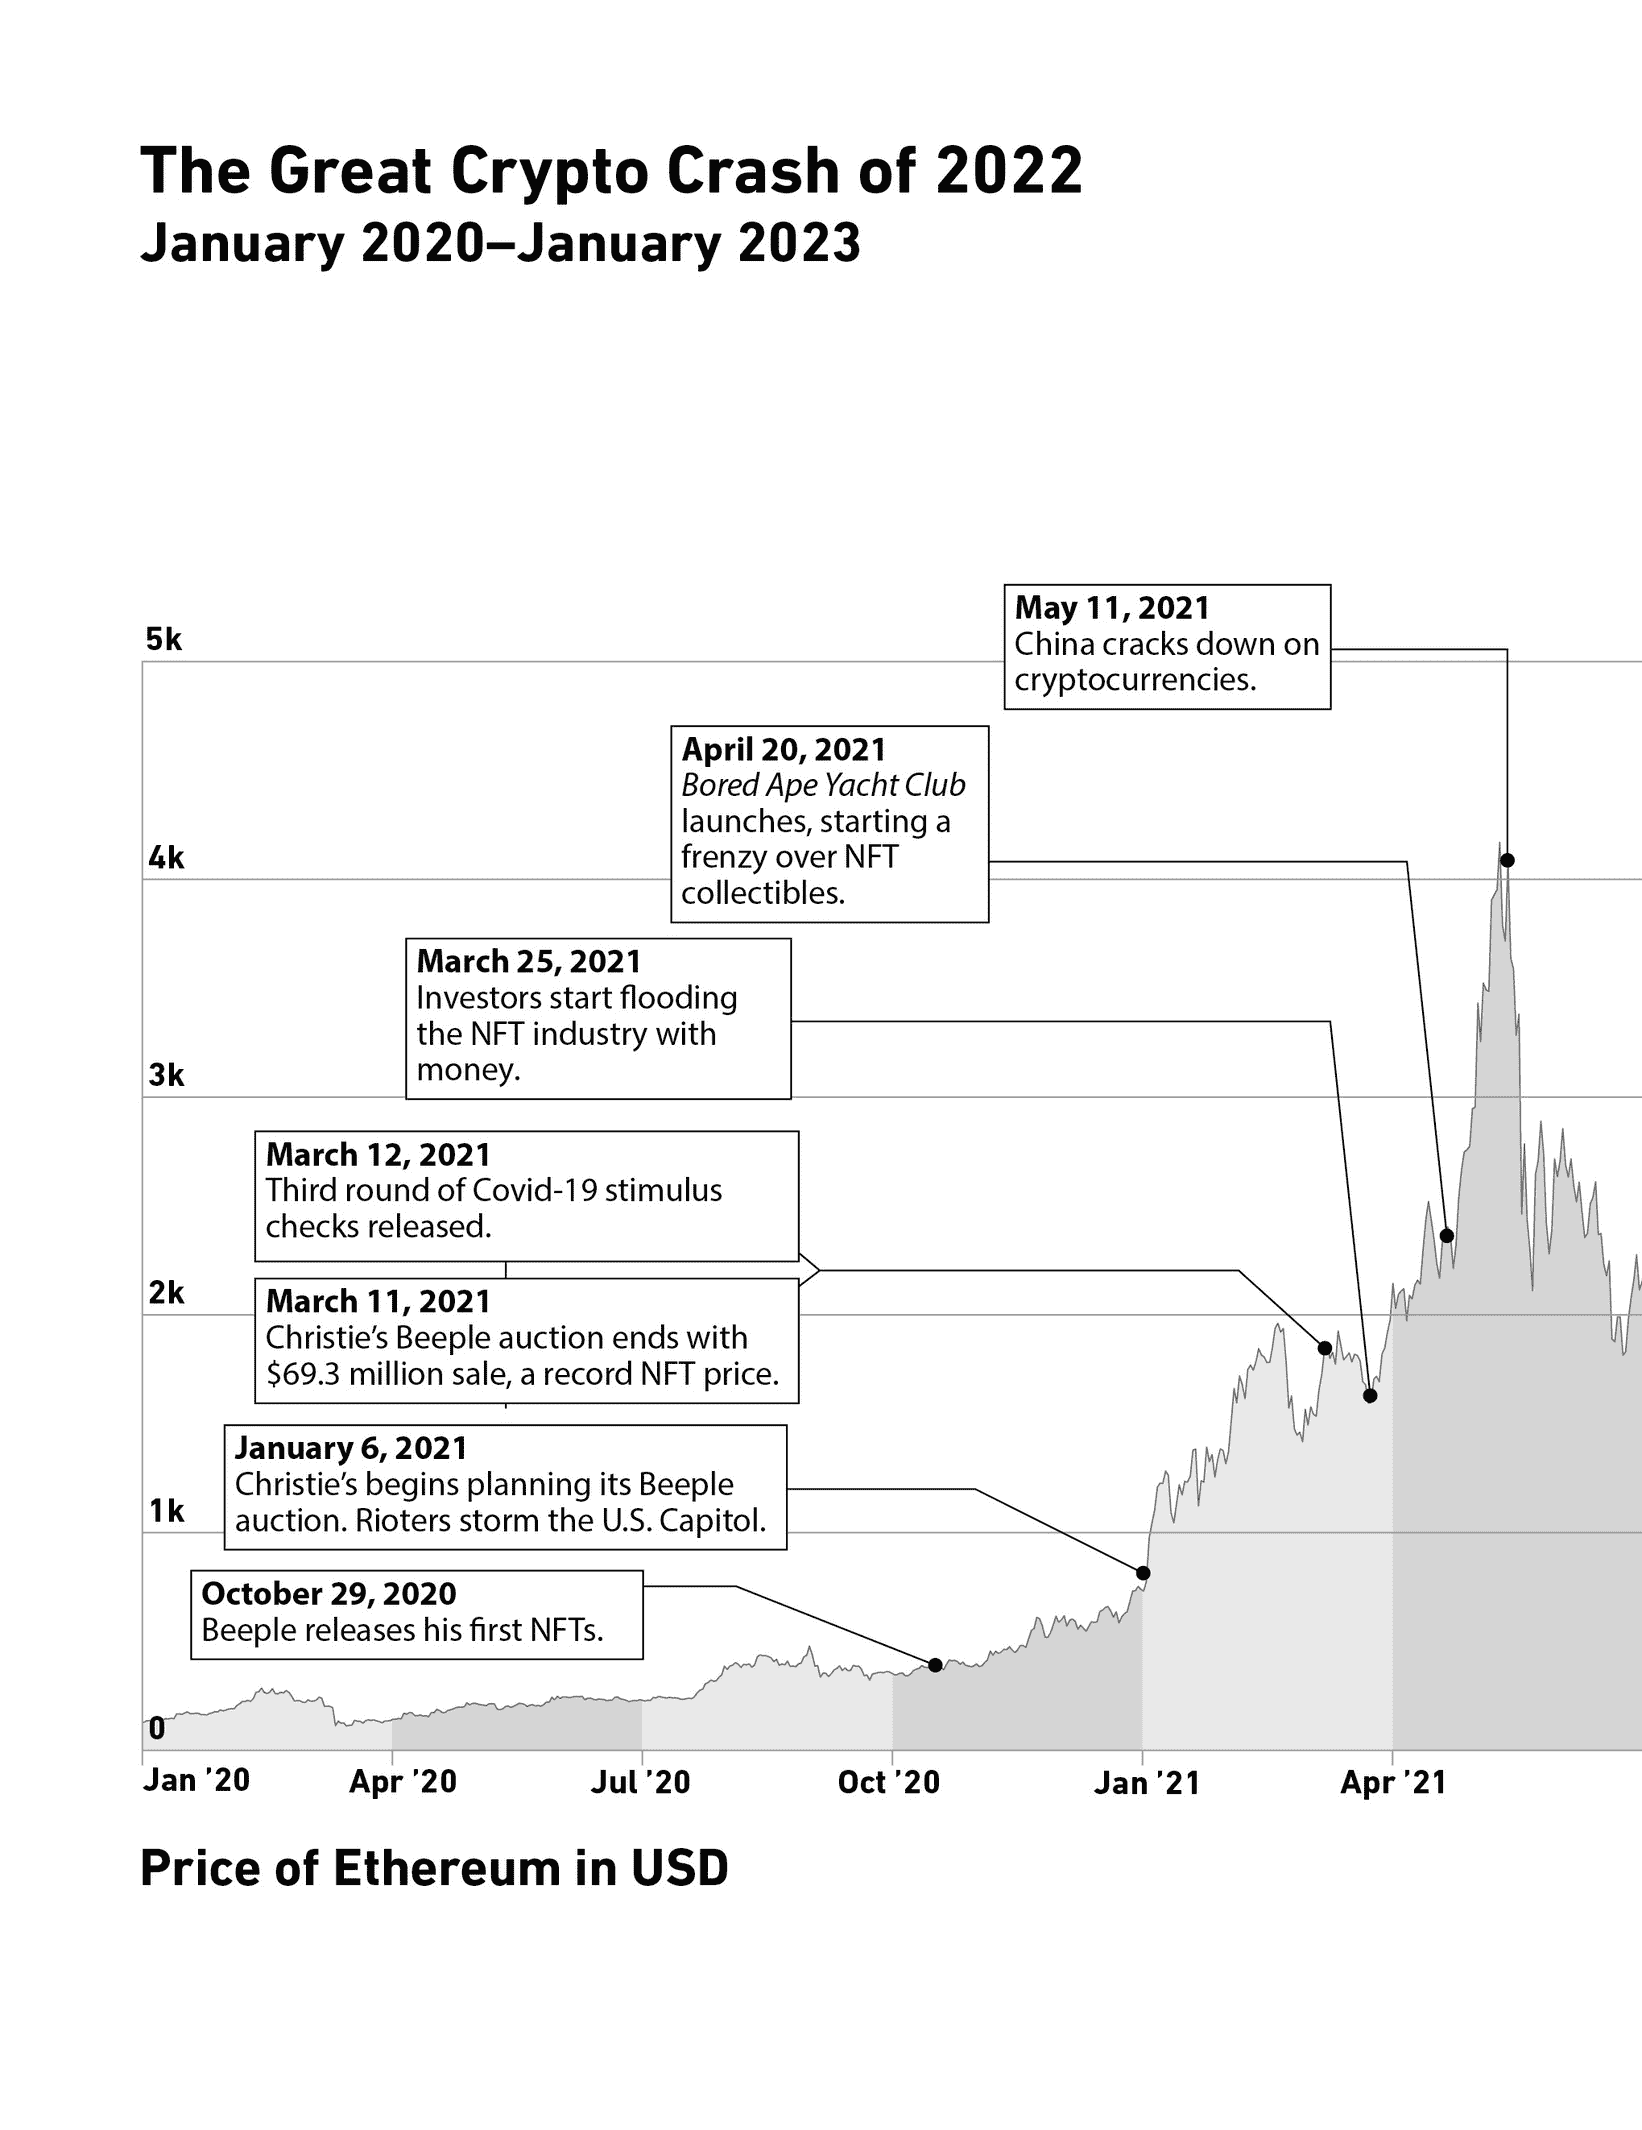 The Great Crypto Crash of 2022
January 2020–January 2023
May 11, 2021
China cracks down on
cryptocurrencies.
5k
April 20, 2021
Bored Ape Yacht Club
launches, starting a
frenzy over NFT
collectibles.
4k
March 25, 2021
Investors start flooding
the NFT industry with
money.
3k
March 12, 2021
Third round of Covid-19 stimulus
checks released.
2k
March 11, 2021
Christie’s Beeple auction ends with
$69.3 million sale, a record NFT price.
January 6, 2021
Christie’s begins planning its Beeple
auction. Rioters storm the U.S. Capitol.
1k
October 29, 2020
Beeple releases his first NFTs.
0
Jan ’20 Apr ’20 Jul ’20 Oct ’20 Jan ’21 Apr ’21
Price of Ethereum in USD